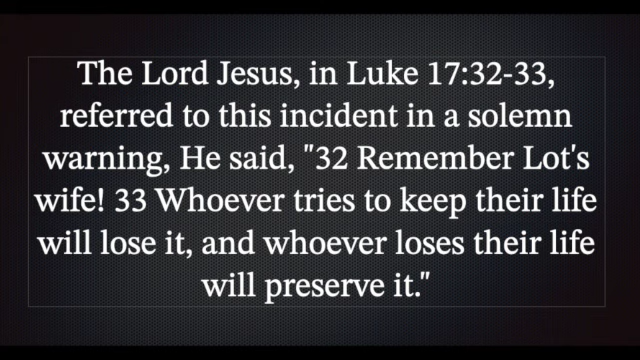 The Lord Jesus, in Luke 17:32-33,
referred to this incident in a solemn
warning, He said, "32 Remember Lot's
wife! 33 Whoever tries to keep their life
will lose it, and whoever loses their life
will preserve it."